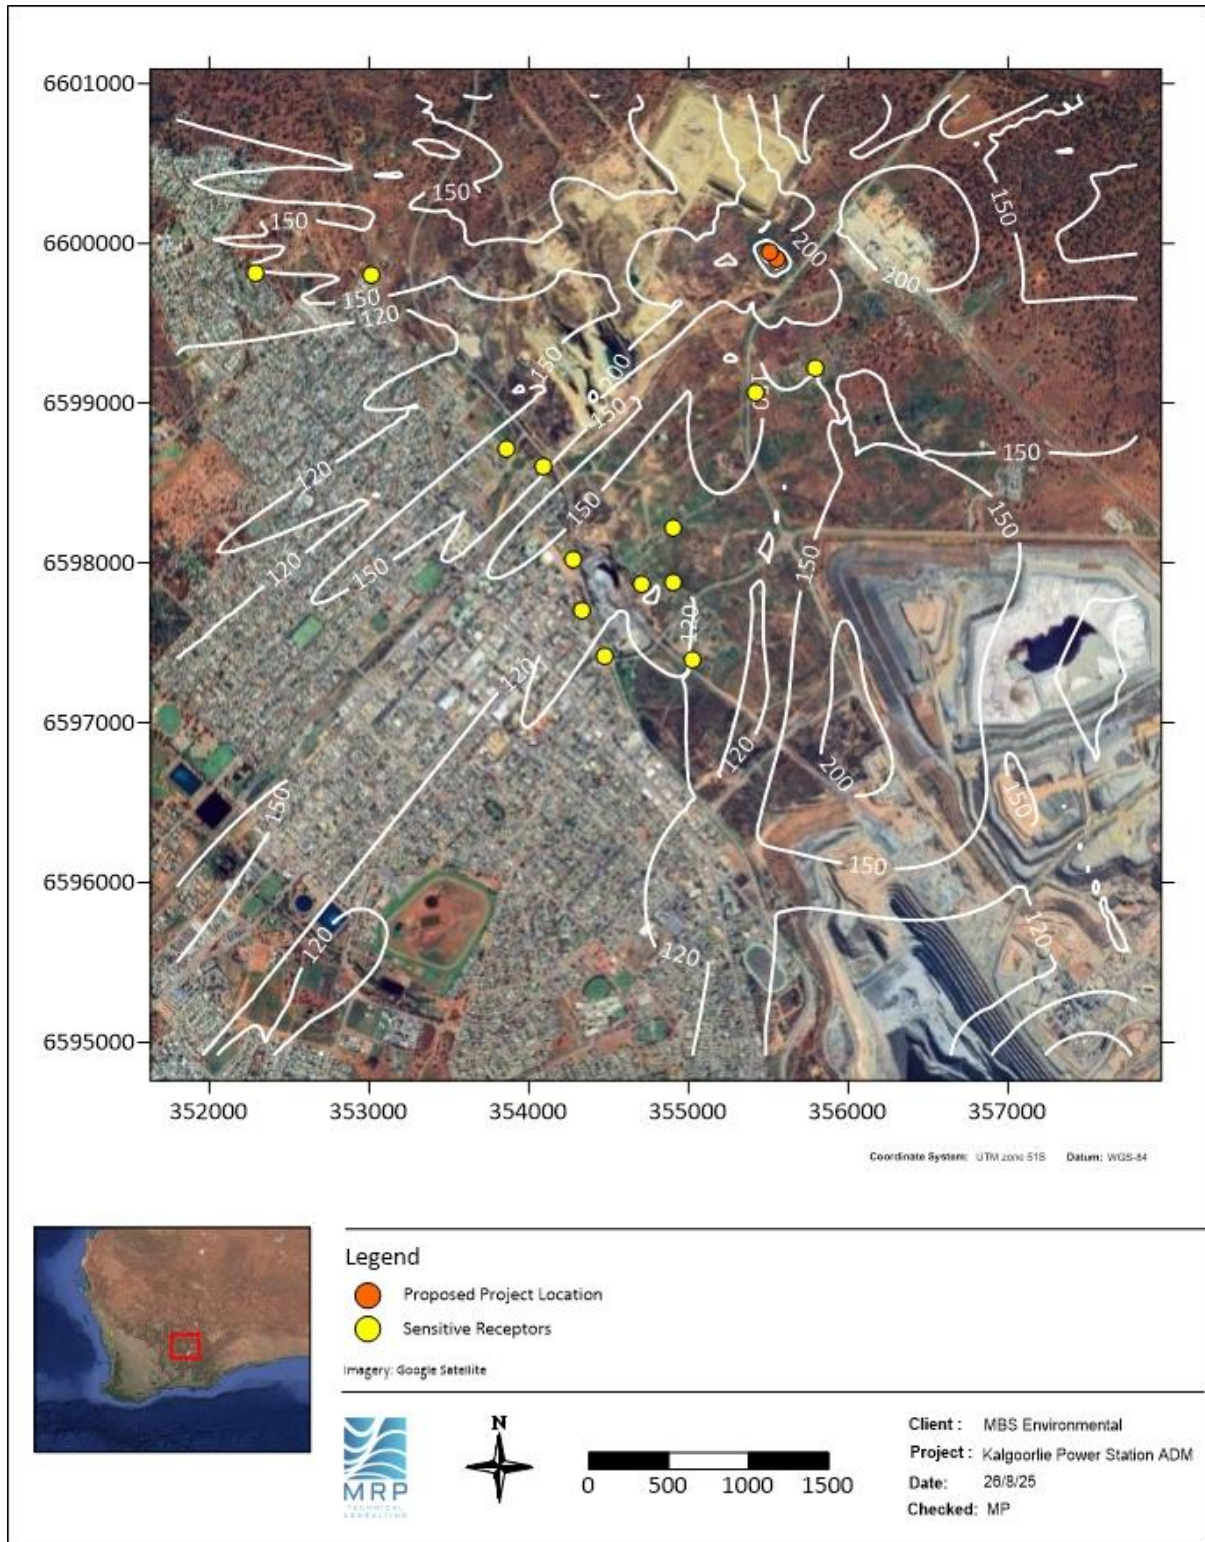 6601000
6600000
6599000
6598000
6597000
6596000
6595000
150
150
150
200
200
150
150
120
150
200
150
150
120
150
120
150
150
150
150
120
120
120
200
150
150
150
120
120
120
352000 353000 354000 355000 356000 357000
Coordinate System: UTM zone 51S Datum: WGS-84
Legend
Proposed Project Location
Sensitive Receptors
Imagery: Google Satellite
MRP
TECHNICAL
CONSULTING
N
0 500 1000 1500
Client : MBS Environmental
Project : Kalgoorlie Power Station ADM
Date: 26/8/25
Checked: MP